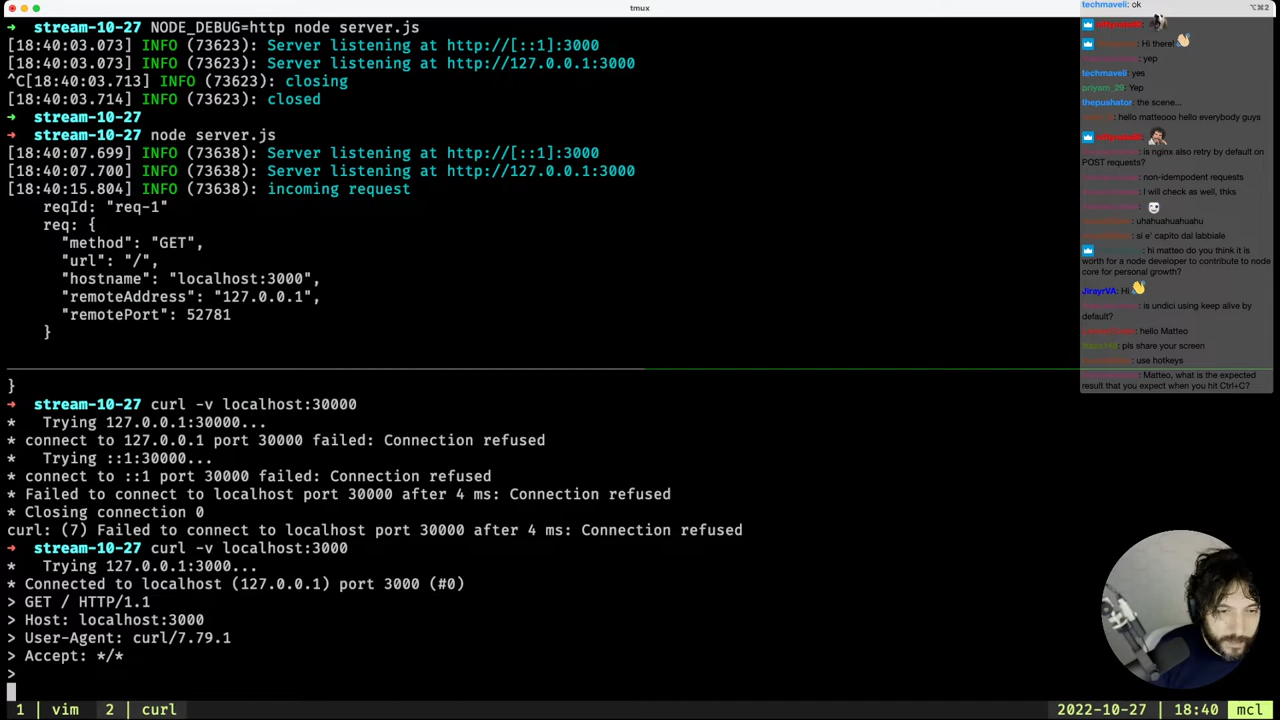 tmux
⌥⌘2
➜ stream-10-27 NODE_DEBUG=http node server.js
[18:40:03.073] INFO (73623): Server listening at http://[::1]:3000
[18:40:03.073] INFO (73623): Server listening at http://127.0.0.1:3000
^C[18:40:03.713] INFO (73623): closing
[18:40:03.714] INFO (73623): closed
➜ stream-10-27
➜ stream-10-27 node server.js
[18:40:07.699] INFO (73638): Server listening at http://[::1]:3000
[18:40:07.700] INFO (73638): Server listening at http://127.0.0.1:3000
[18:40:15.804] INFO (73638): incoming request
reqId: "req-1"
req: {
"method": "GET",
"url": "/",
"hostname": "localhost:3000",
"remoteAddress": "127.0.0.1",
"remotePort": 52781
}
}
➜ stream-10-27 curl -v localhost:30000
* Trying 127.0.0.1:30000...
* connect to 127.0.0.1 port 30000 failed: Connection refused
* Trying ::1:30000...
* connect to ::1 port 30000 failed: Connection refused
* Failed to connect to localhost port 30000 after 4 ms: Connection refused
* Closing connection 0
curl: (7) Failed to connect to localhost port 30000 after 4 ms: Connection refused
➜ stream-10-27 curl -v localhost:3000
* Trying 127.0.0.1:3000...
* Connected to localhost (127.0.0.1) port 3000 (#0)
> GET / HTTP/1.1
> Host: localhost:3000
> User-Agent: curl/7.79.1
> Accept: */*
>
techmaveli: ok
: Hi there!
: yep
techmaveli: yes
priyam_29: Yep
thepushator: the scene...
: hello matteooo hello everybody guys
: is nginx also retry by default on
POST requests?
: non-idempodent requests
: I will check as well, thks
: uhahuahuahuahu
: si e' capito dal labbiale
: hi matteo do you think it is
worth for a node developer to contribute to node
core for personal growth?
JirayrVA: Hi
: is undici using keep alive by
default?
: hello Matteo
: pls share your screen
: use hotkeys
: Matteo, what is the expected
result that you expect when you hit Ctrl+C?
1 | vim 2 | curl 2022-10-27 | 18:40 mcl